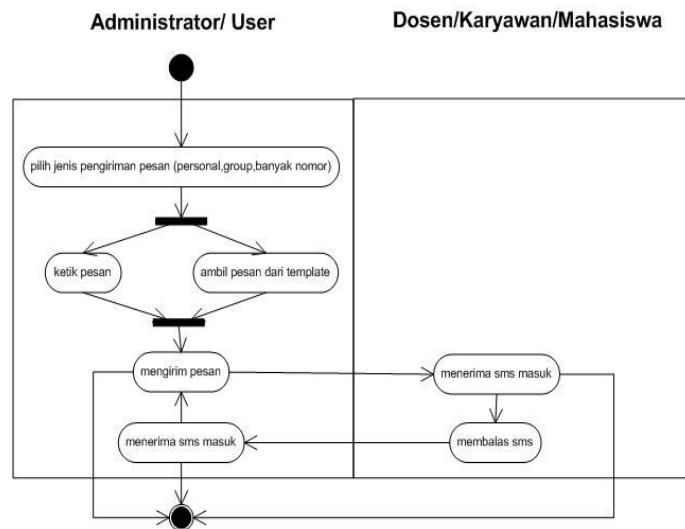 Administrator/ User
Dosen/Karyawan/Mahasiswa
pilih jenis pengiriman pesan (personal,group,banyak nomor)
ketik pesan
ambil pesan dari template
mengirim pesan
menerima sms masuk
menerima sms masuk
membalas sms